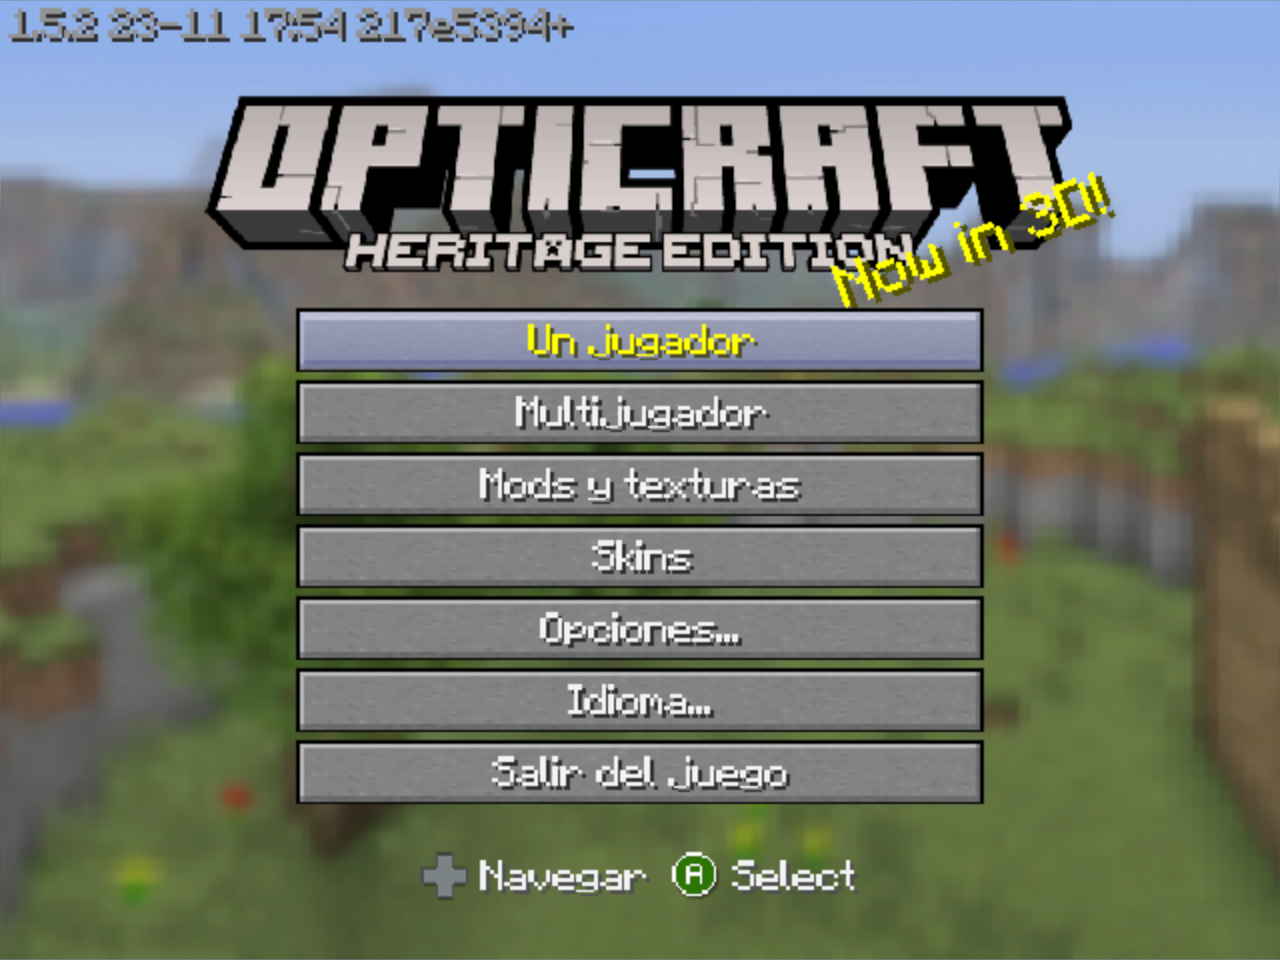 1.5.2 23-11 17:54 217e5394+
OPTICRAFT
HERITAGE EDITION
Now in 3D!
Un jugador
Multijugador
Mods y texturas
Skins
Opciones...
Idioma...
Salir del juego
Navegar A Select